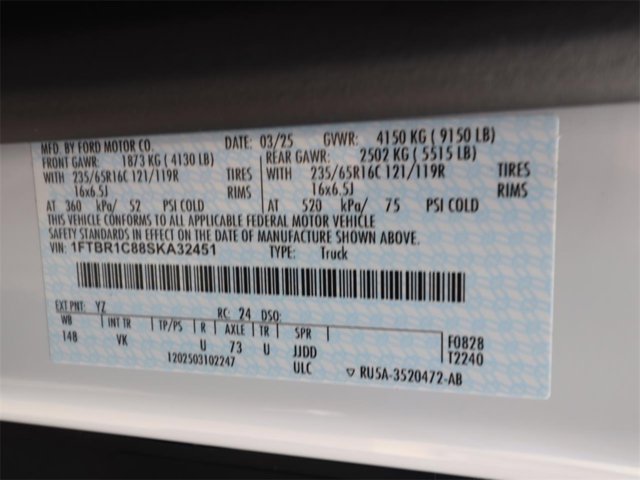 MFD. BY FORD MOTOR CO. DATE: 03/25 GVWR: 4150 KG ( 9150 LB)
FRONT GAWR: 1873 KG ( 4130 LB) REAR GAWR: 2502 KG ( 5515 LB)
WITH 235/65R16C 121/119R TIRES WITH 235/65R16C 121/119R TIRES
16x6.5J RIMS 16x6.5J RIMS
AT 360 kPa/ 52 PSI COLD AT 520 kPa/ 75 PSI COLD
THIS VEHICLE CONFORMS TO ALL APPLICABLE FEDERAL MOTOR VEHICLE
SAFETY STANDARDS IN EFFECT ON THE DATE OF MANUFACTURE SHOWN ABOVE.
VIN: 1FTBR1C88SKA32451 TYPE: Truck
EXT PNT: YZ RC: 24 DSO:
WB INT TR TP/PS R AXLE TR SPR F0828
148 VK U 73 U JJDD T2240
1202503102247 ULC ▽ RU5A-3520472-AB